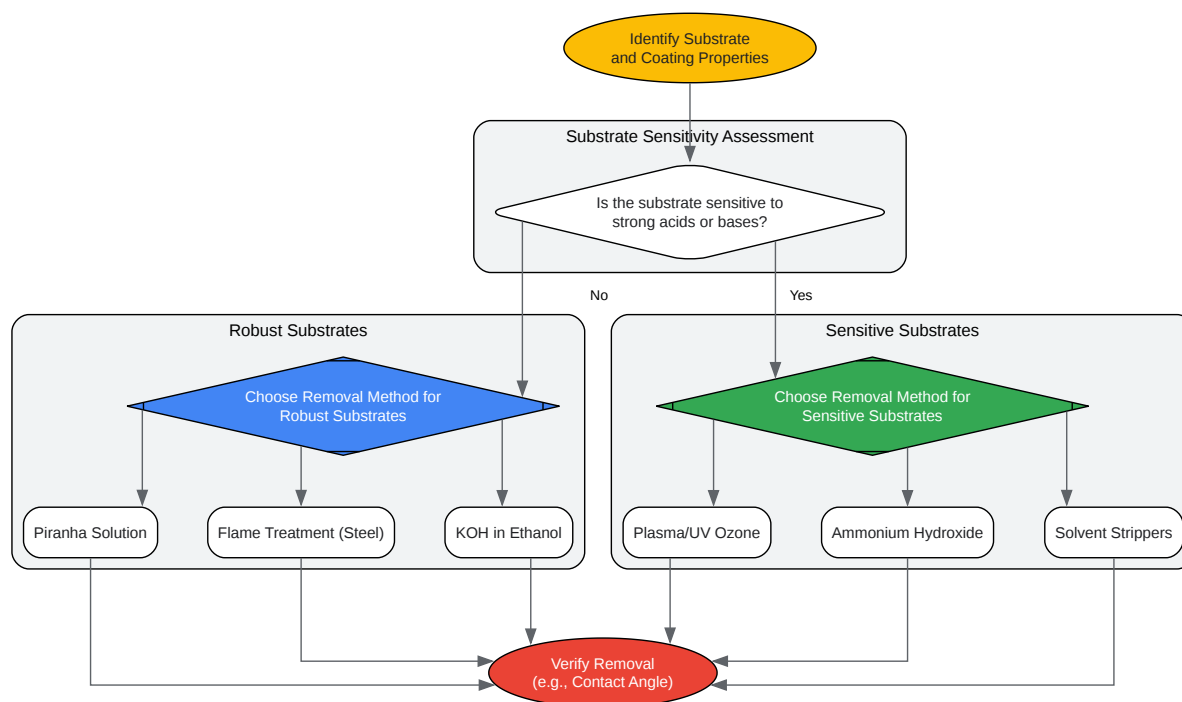 Identify Substrate
and Coating Properties
Substrate Sensitivity Assessment
Is the substrate sensitive to
strong acids or bases?
No
Yes
Robust Substrates
Sensitive Substrates
Choose Removal Method for
Robust Substrates
Choose Removal Method for
Sensitive Substrates
Piranha Solution
Flame Treatment (Steel)
KOH in Ethanol
Plasma/UV Ozone
Ammonium Hydroxide
Solvent Strippers
Verify Removal
(e.g., Contact Angle)